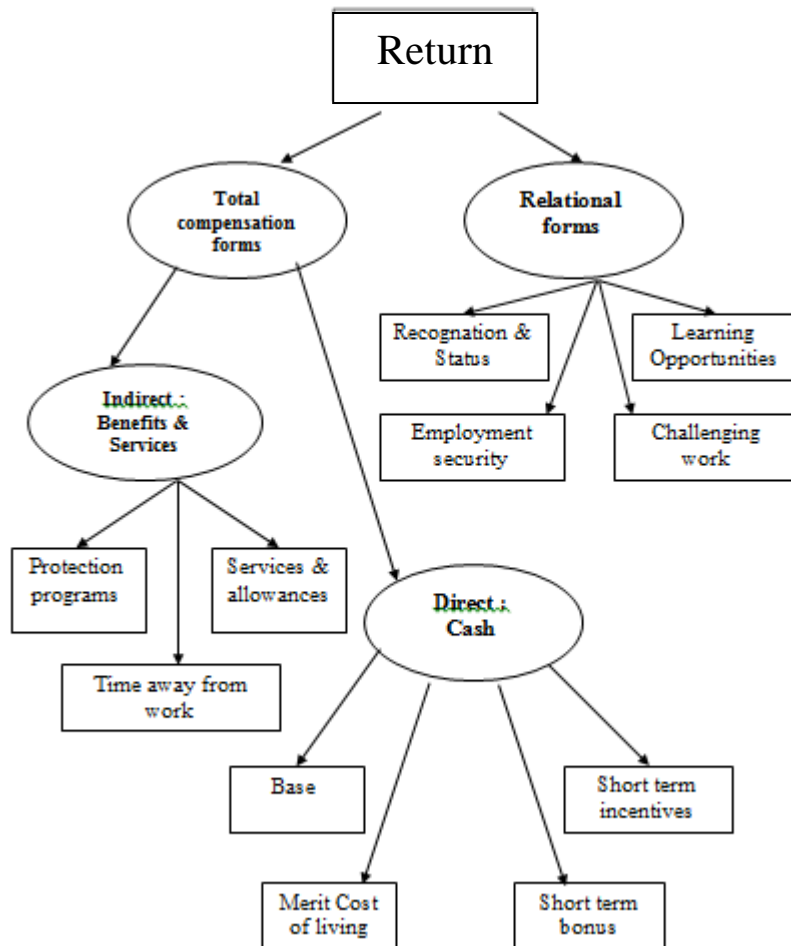 Return
Total
compensation
forms
Relational
forms
Recognation &
Status
Learning
Opportunities
Employment
security
Challenging
work
Indirect :
Benefits &
Services
Protection
programs
Services &
allowances
Time away from
work
Direct :
Cash
Base
Short term
incentives
Merit Cost
of living
Short term
bonus